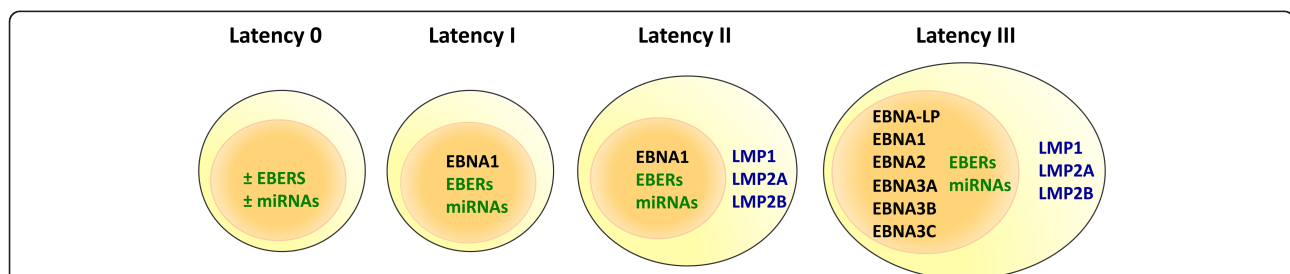 Latency 0 Latency I Latency II Latency III
± EBERS
± miRNAs
EBNA1
EBERs
miRNAs
EBNA1
EBERs
miRNAs
LMP1
LMP2A
LMP2B
EBNA-LP
EBNA1
EBNA2
EBNA3A
EBNA3B
EBNA3C
EBERs
miRNAs
LMP1
LMP2A
LMP2B